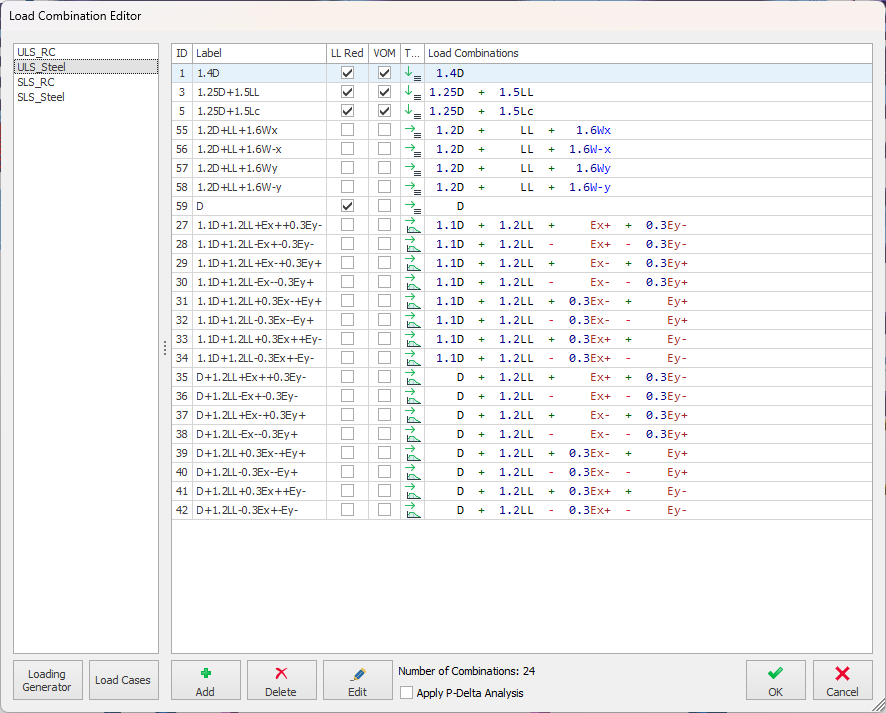 Load Combination Editor
ULS_RC
ULS_Steel
SLS_RC
SLS_Steel
ID Label LL Red VOM T... Load Combinations
1 1.4D 1.4D
3 1.25D+1.5LL 1.25D + 1.5LL
5 1.25D+1.5Lc 1.25D + 1.5Lc
55 1.2D+LL+1.6Wx 1.2D + LL + 1.6Wx
56 1.2D+LL+1.6W-x 1.2D + LL + 1.6W-x
57 1.2D+LL+1.6Wy 1.2D + LL + 1.6Wy
58 1.2D+LL+1.6W-y 1.2D + LL + 1.6W-y
59 D D
27 1.1D+1.2LL+Ex++0.3Ey- 1.1D + 1.2LL + Ex+ + 0.3Ey-
28 1.1D+1.2LL-Ex+-0.3Ey- 1.1D + 1.2LL - Ex+ - 0.3Ey-
29 1.1D+1.2LL+Ex-+0.3Ey+ 1.1D + 1.2LL + Ex- + 0.3Ey+
30 1.1D+1.2LL-Ex--0.3Ey+ 1.1D + 1.2LL - Ex- - 0.3Ey+
31 1.1D+1.2LL+0.3Ex-+Ey+ 1.1D + 1.2LL + 0.3Ex- + Ey+
32 1.1D+1.2LL-0.3Ex--Ey+ 1.1D + 1.2LL - 0.3Ex- - Ey+
33 1.1D+1.2LL+0.3Ex++Ey- 1.1D + 1.2LL + 0.3Ex+ + Ey-
34 1.1D+1.2LL-0.3Ex+-Ey- 1.1D + 1.2LL - 0.3Ex+ - Ey-
35 D+1.2LL+Ex++0.3Ey- D + 1.2LL + Ex+ + 0.3Ey-
36 D+1.2LL-Ex+-0.3Ey- D + 1.2LL - Ex+ - 0.3Ey-
37 D+1.2LL+Ex-+0.3Ey+ D + 1.2LL + Ex- + 0.3Ey+
38 D+1.2LL-Ex--0.3Ey+ D + 1.2LL - Ex- - 0.3Ey+
39 D+1.2LL+0.3Ex-+Ey+ D + 1.2LL + 0.3Ex- + Ey+
40 D+1.2LL-0.3Ex--Ey+ D + 1.2LL - 0.3Ex- - Ey+
41 D+1.2LL+0.3Ex++Ey- D + 1.2LL + 0.3Ex+ + Ey-
42 D+1.2LL-0.3Ex+-Ey- D + 1.2LL - 0.3Ex+ - Ey-
Loading
Generator
Load Cases
Add
Delete
Edit
Number of Combinations: 24
Apply P-Delta Analysis
OK
Cancel